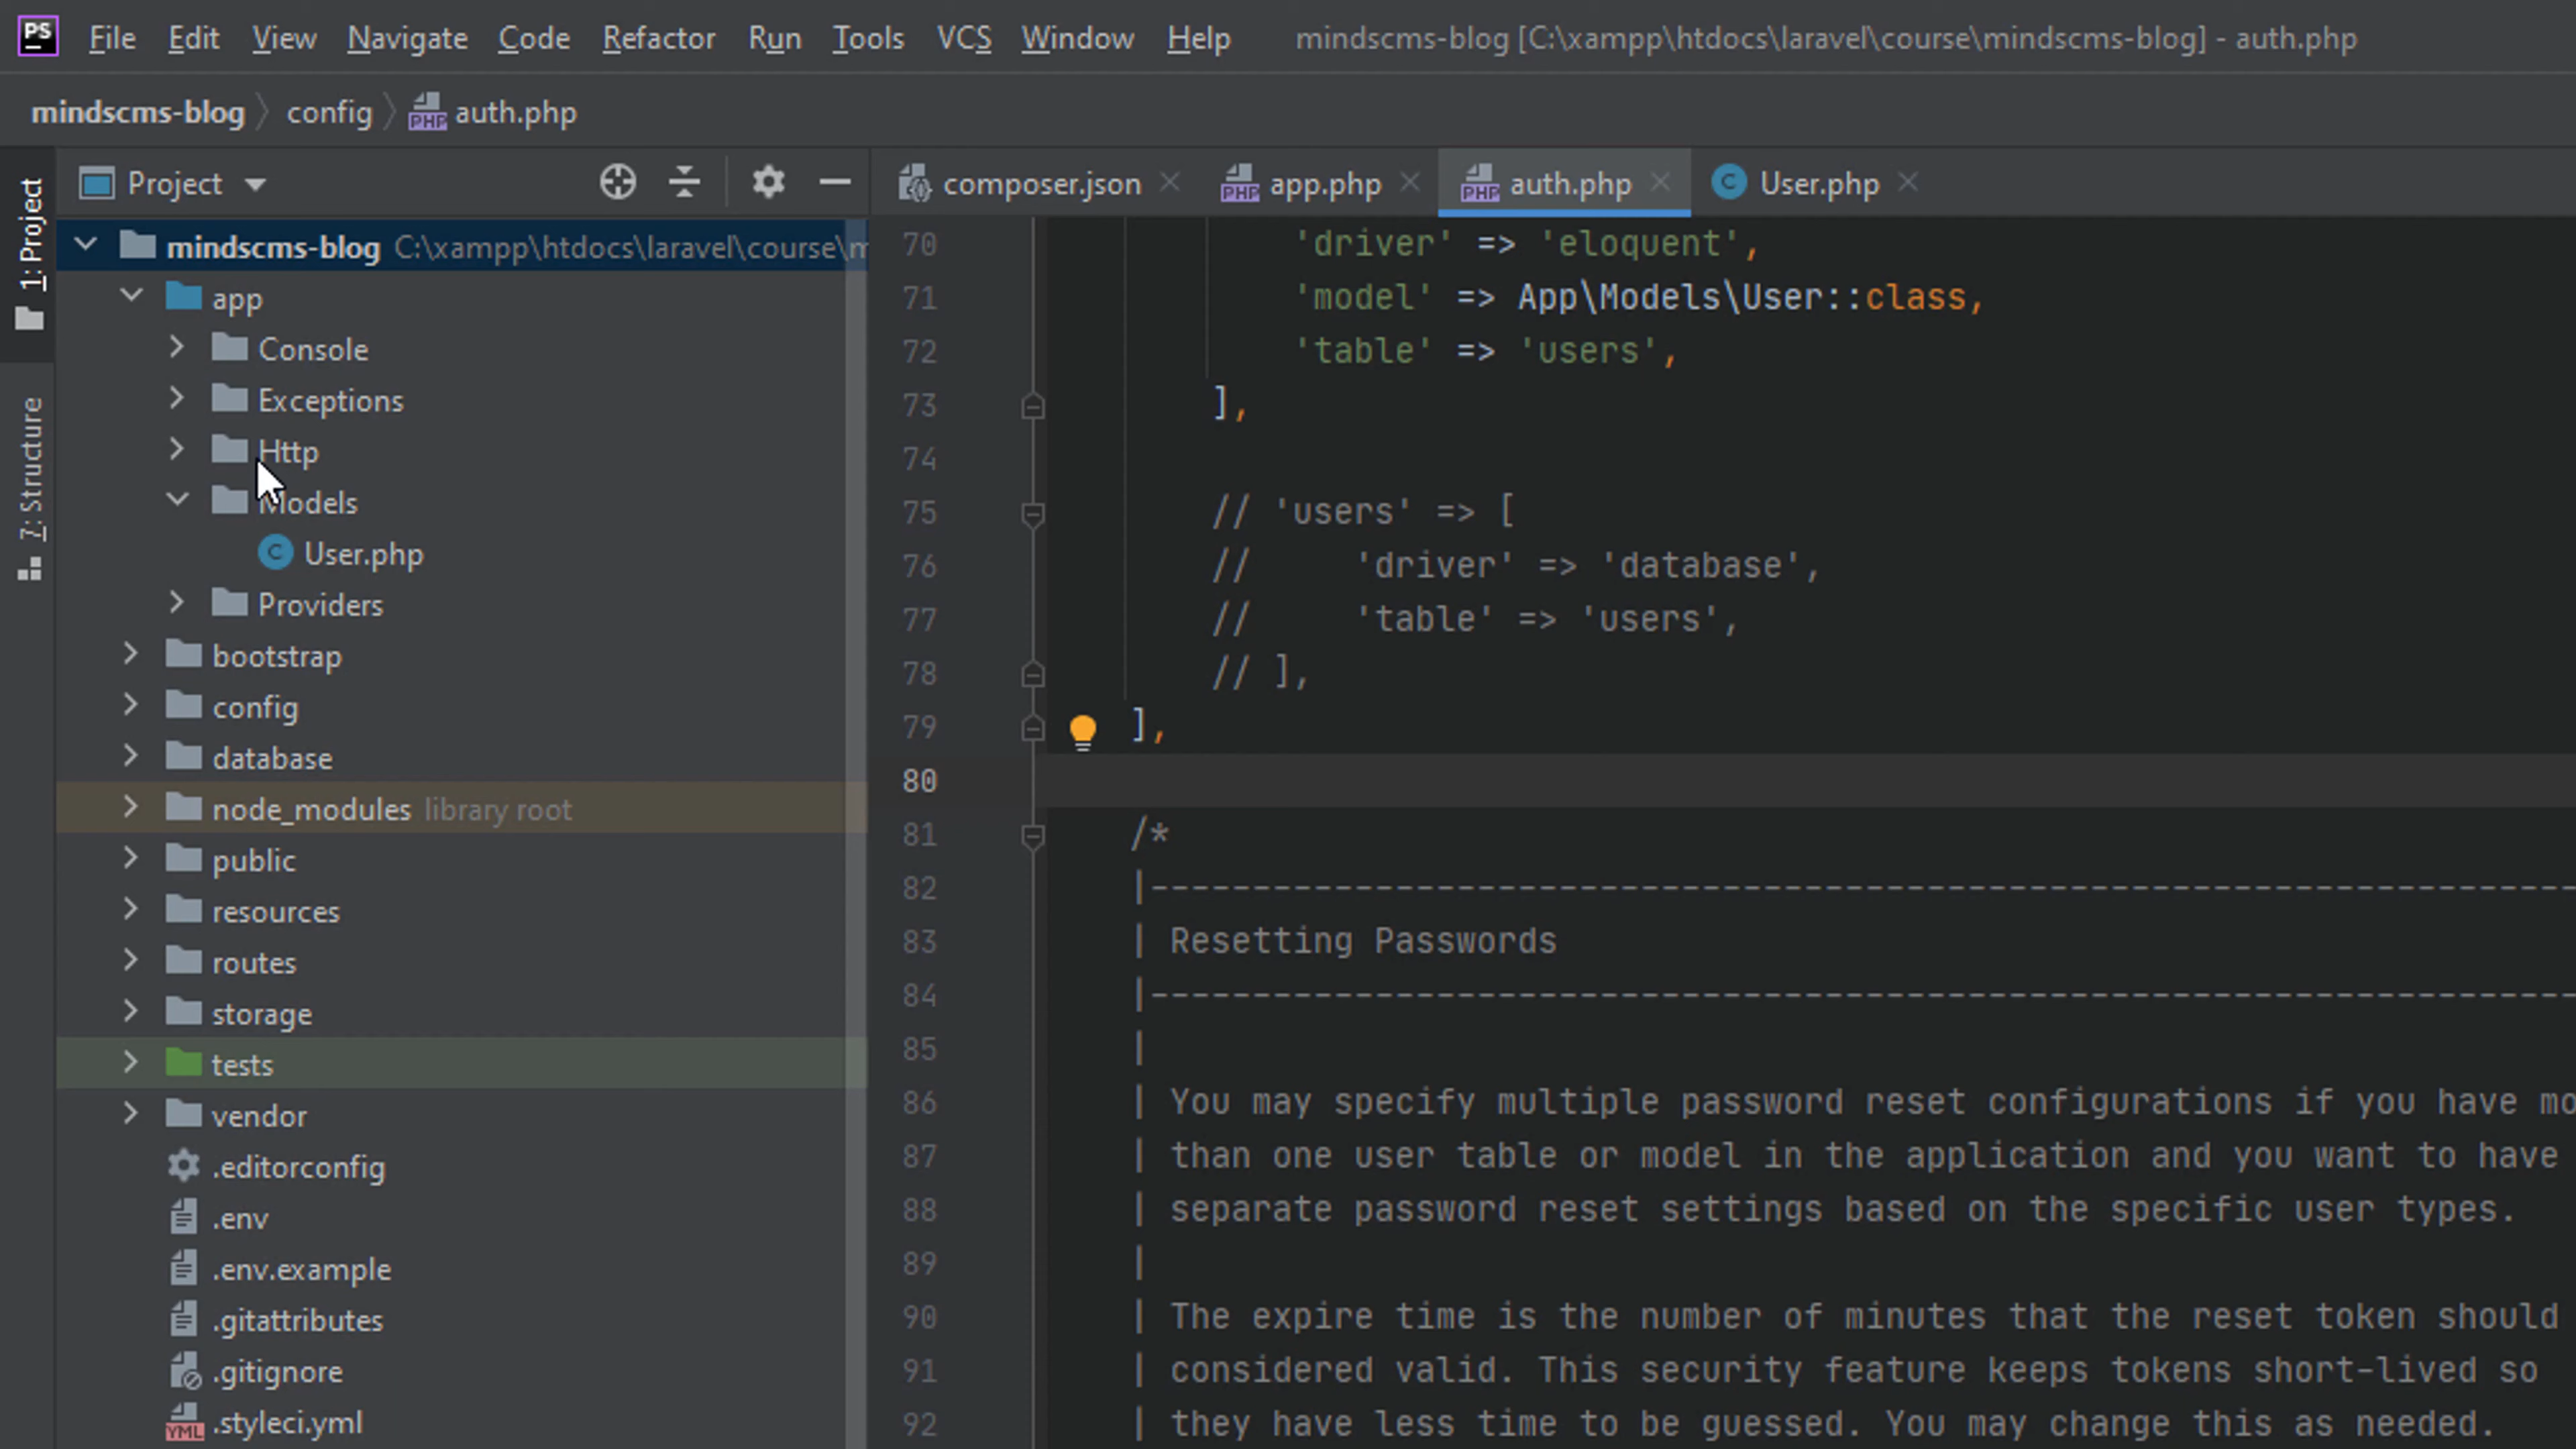 PS File Edit View Navigate Code Refactor Run Tools VCS Window Help mindscms-blog [C:\xampp\htdocs\laravel\course\mindscms-blog] - auth.php
mindscms-blog config PHP auth.php
1: Project
7: Structure
Project
mindscms-blog C:\xampp\htdocs\laravel\course\m
app
Console
Exceptions
Http
Models
C User.php
Providers
bootstrap
config
database
node_modules library root
public
resources
routes
storage
tests
vendor
.editorconfig
.env
.env.example
.gitattributes
.gitignore
YML .styleci.yml
composer.json PHP app.php PHP auth.php C User.php
70 'driver' => 'eloquent',
71 'model' => App\Models\User::class,
72 'table' => 'users',
73 ],
74
75 // 'users' => [
76 //     'driver' => 'database',
77 //     'table' => 'users',
78 // ],
79 ],
80
81 /*
82 |--------------------------------------------------------------------------
83 | Resetting Passwords
84 |--------------------------------------------------------------------------
85 |
86 | You may specify multiple password reset configurations if you have mo
87 | than one user table or model in the application and you want to have
88 | separate password reset settings based on the specific user types.
89 |
90 | The expire time is the number of minutes that the reset token should
91 | considered valid. This security feature keeps tokens short-lived so
92 | they have less time to be guessed. You may change this as needed.